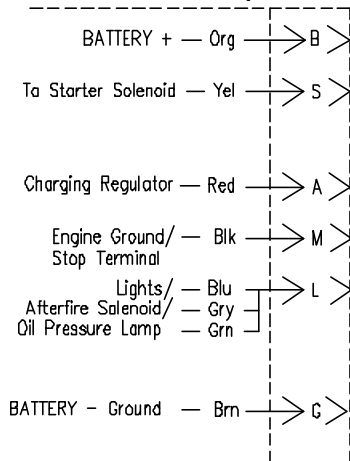 BATTERY + — Org B
To Starter Solenoid — Yel S
Charging Regulator — Red A
Engine Ground/ — Blk M
Stop Terminal
Lights/ — Blu L
Afterfire Solenoid/ — Gry
Oil Pressure Lamp — Grn
BATTERY - Ground — Brn G